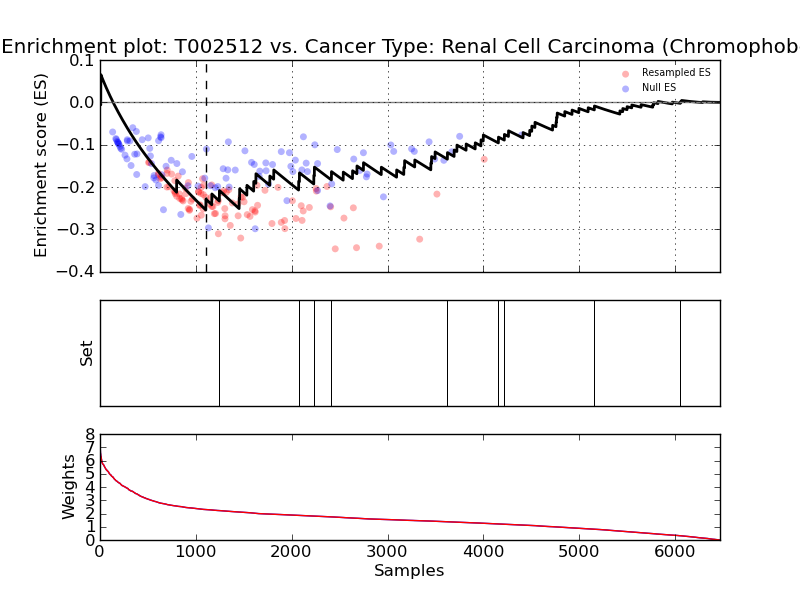 Enrichment plot: T002512 vs. Cancer Type: Renal Cell Carcinoma (Chromophob
Enrichment score (ES)
0.1
0.0
−0.1
−0.2
−0.3
−0.4
Resampled ES
Null ES
Set
Weights
8
7
6
5
4
3
2
1
0
0 1000 2000 3000 4000 5000 6000
Samples